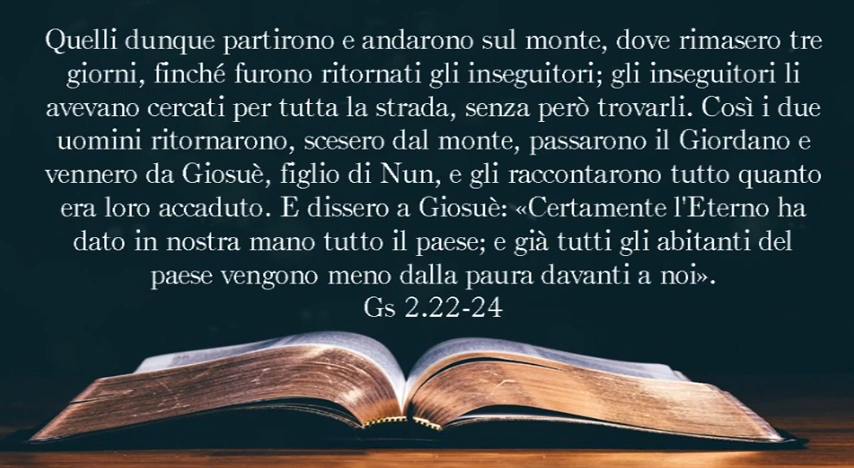 Quelli dunque partirono e andarono sul monte, dove rimasero tre
giorni, finché furono ritornati gli inseguitori; gli inseguitori li
avevano cercati per tutta la strada, senza però trovarli. Così i due
uomini ritornarono, scesero dal monte, passarono il Giordano e
vennero da Giosuè, figlio di Nun, e gli raccontarono tutto quanto
era loro accaduto. E dissero a Giosuè: «Certamente l'Eterno ha
dato in nostra mano tutto il paese; e già tutti gli abitanti del
paese vengono meno dalla paura davanti a noi».
Gs 2.22-24